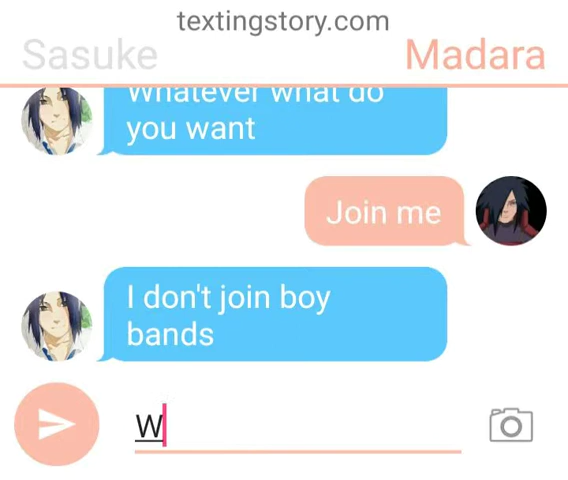 textingstory.com
Sasuke
Madara
Whatever what do
you want
Join me
I don't join boy
bands
W